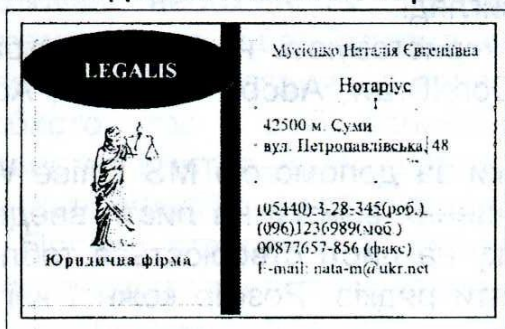 LEGALIS
Юридична фірма
Мусієнко Наталія Євгеніївна
Нотаріус
42500 м. Суми
вул. Петропавлівська, 48
(05440) 3-28-345(роб.)
(096)1236989(моб.)
00877657-856 (факс)
E-mail: nata-m@ukr.net